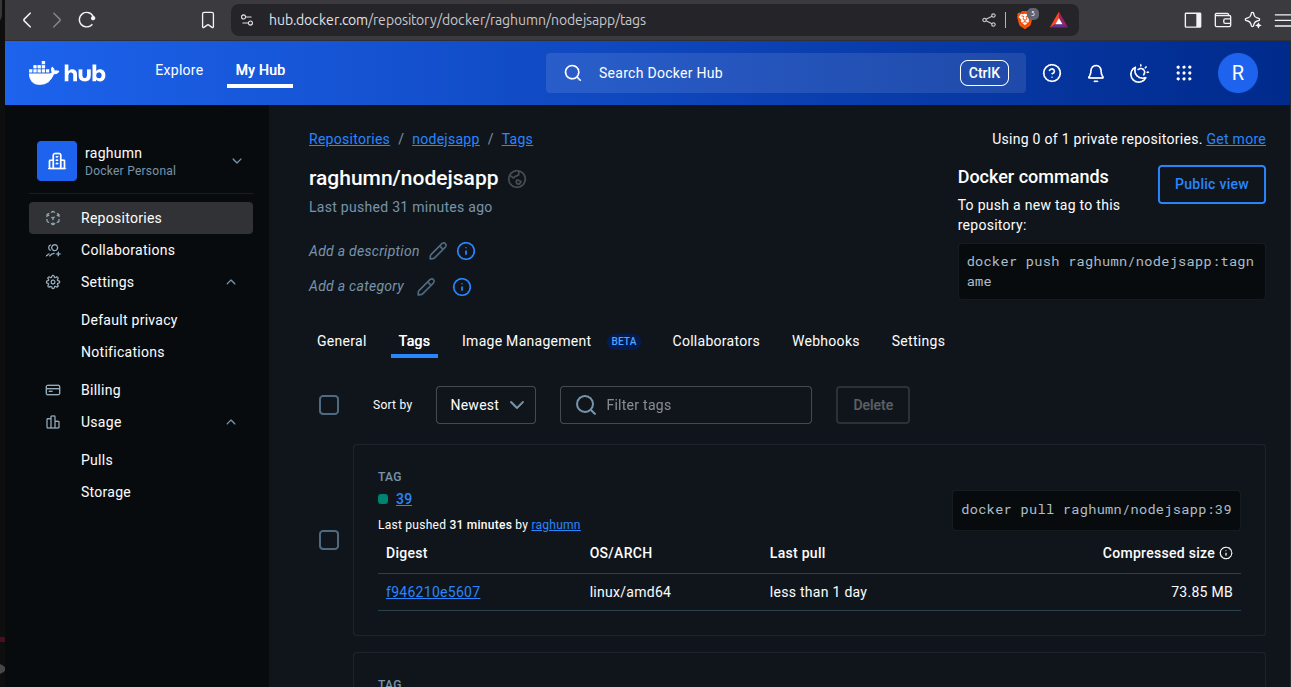 hub.docker.com/repository/docker/raghumn/nodejsapp/tags
5
hub
Explore
My Hub
Search Docker Hub
CtrlK
R
raghumn
Docker Personal
Repositories
Collaborations
Settings
Default privacy
Notifications
Billing
Usage
Pulls
Storage
Repositories / nodejsapp / Tags
Using 0 of 1 private repositories. Get more
raghumn/nodejsapp
Last pushed 31 minutes ago
Add a description
Add a category
Docker commands
Public view
To push a new tag to this
repository:
docker push raghumn/nodejsapp:tagn
ame
General Tags Image Management BETA Collaborators Webhooks Settings
Sort by Newest Filter tags Delete
TAG
39
docker pull raghumn/nodejsapp:39
Last pushed 31 minutes by raghumn
Digest OS/ARCH Last pull Compressed size
f946210e5607 linux/amd64 less than 1 day 73.85 MB
TAG